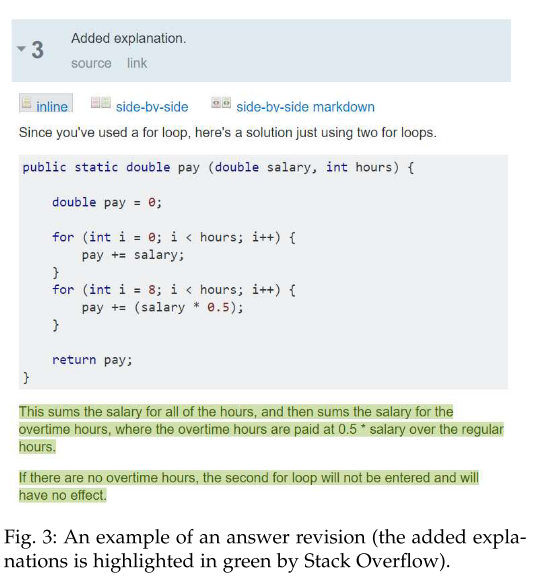 3
Added explanation.
source link
inline side-by-side side-by-side markdown
Since you've used a for loop, here's a solution just using two for loops.
public static double pay (double salary, int hours) {
double pay = 0;
for (int i = 0; i < hours; i++) {
pay += salary;
}
for (int i = 8; i < hours; i++) {
pay += (salary * 0.5);
}
return pay;
}
This sums the salary for all of the hours, and then sums the salary for the
overtime hours, where the overtime hours are paid at 0.5 * salary over the regular
hours.
If there are no overtime hours, the second for loop will not be entered and will
have no effect.
Fig. 3: An example of an answer revision (the added expla-
nations is highlighted in green by Stack Overflow).